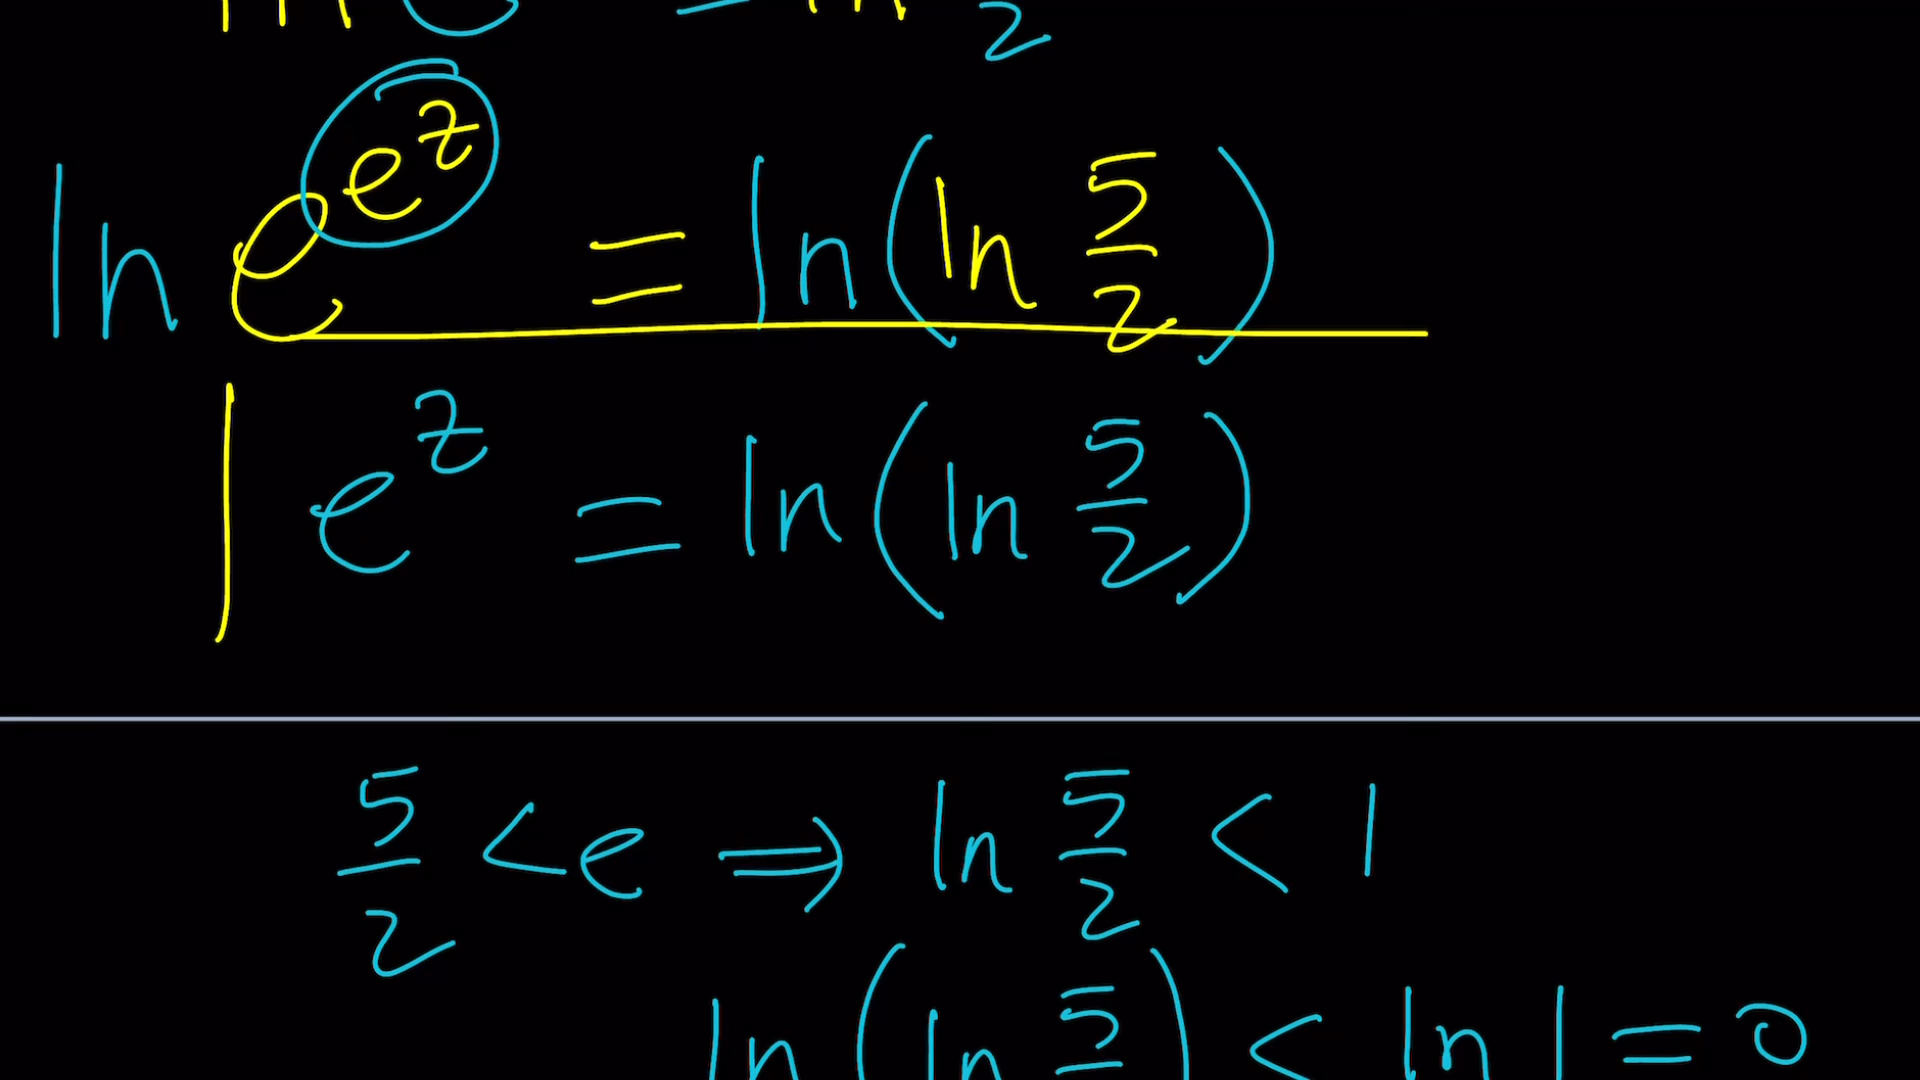 = ln 2
ln e^e^z = ln(ln 5/2)
e^z = ln(ln 5/2)
5/2 < e ⇒ ln 5/2 < 1
ln(ln 5/ ) < ln 1 = 0